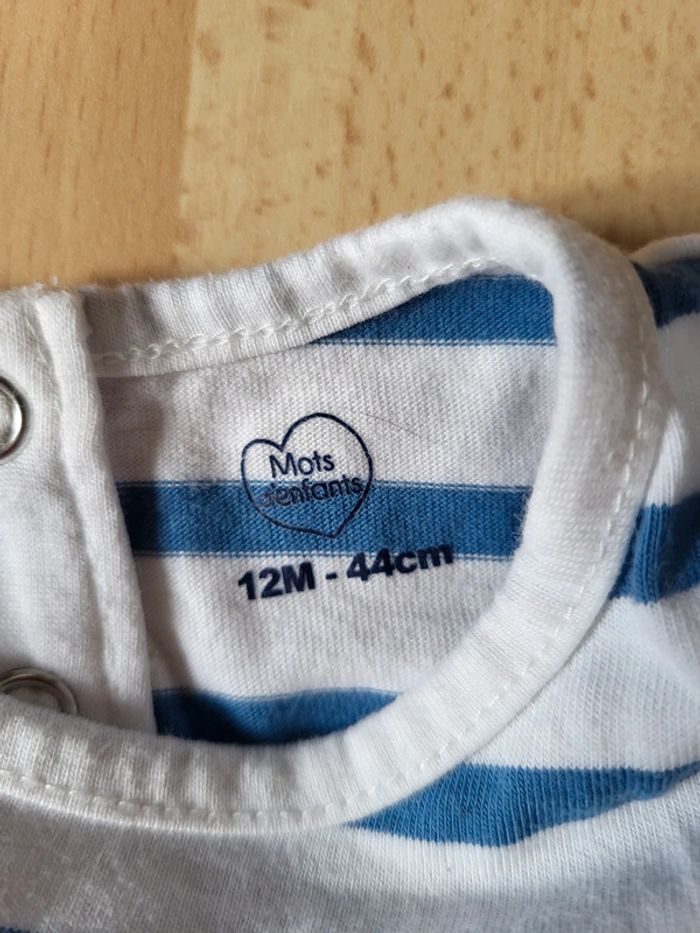 Mots
d'enfants
12M - 44cm